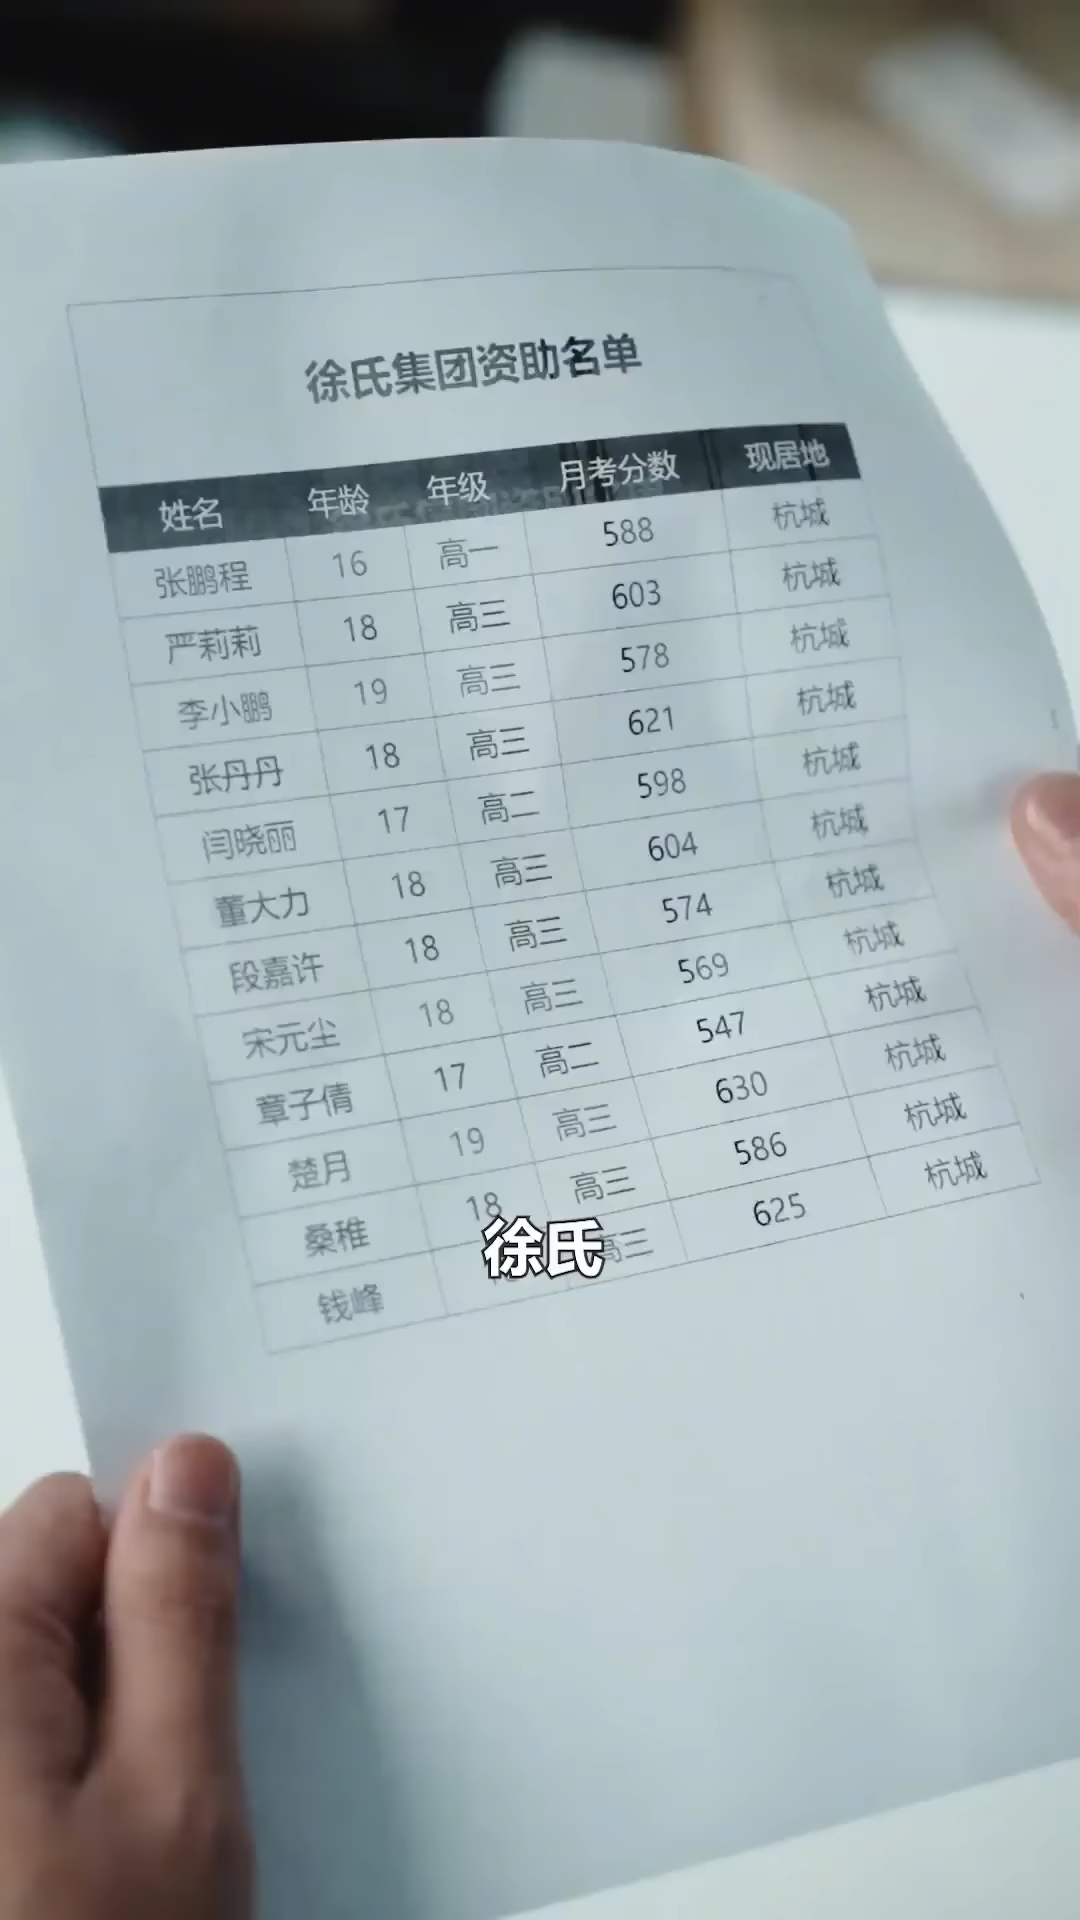 徐氏集团资助名单
姓名 年龄 年级 月考分数 现居地
张鹏程 16 高一 588 杭城
严莉莉 18 高三 603 杭城
李小鹏 19 高三 578 杭城
张丹丹 18 高三 621 杭城
闫晓丽 17 高二 598 杭城
董大力 18 高三 604 杭城
段嘉许 18 高三 574 杭城
宋元尘 18 高三 569 杭城
章子倩 17 高二 547 杭城
楚月 19 高三 630 杭城
桑稚 18 高三 586 杭城
钱峰 高三 625 杭城
徐氏